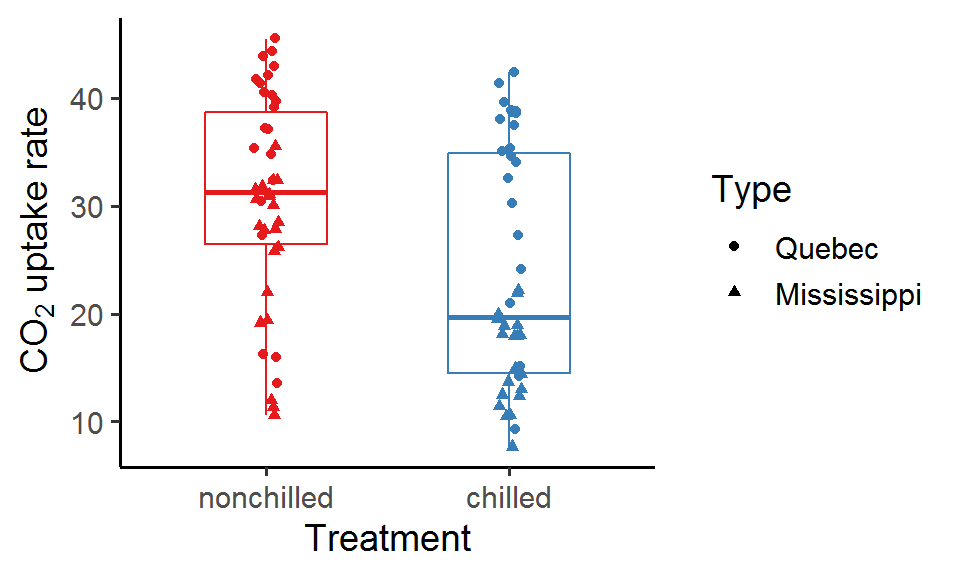 CO₂ uptake rate
40
30
20
10
nonchilled
chilled
Treatment
Type
Quebec
Mississippi